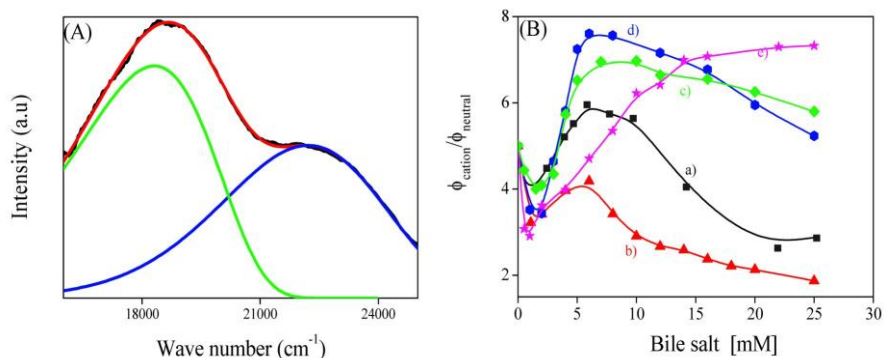 (A)
Intensity (a.u)
18000
21000
24000
Wave number (cm⁻¹)
(B)
ϕcation/ϕneutral
8
6
4
2
d)
e)
c)
a)
b)
0
5
10
15
20
25
30
Bile salt [mM]